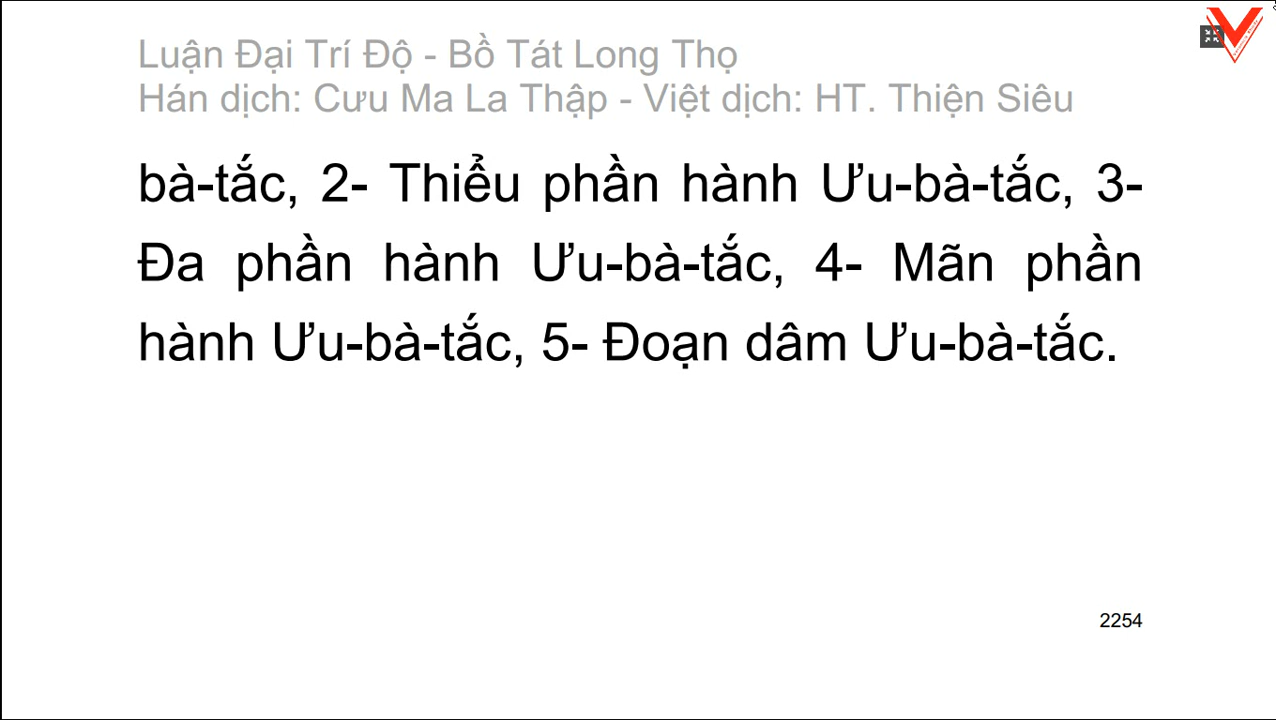 Luận Đại Trí Độ - Bồ Tát Long Thọ
Hán dịch: Cưu Ma La Thập - Việt dịch: HT. Thiện Siêu
bà-tắc, 2- Thiểu phần hành Ưu-bà-tắc, 3-
Đa phần hành Ưu-bà-tắc, 4- Mãn phần
hành Ưu-bà-tắc, 5- Đoạn dâm Ưu-bà-tắc.
2254